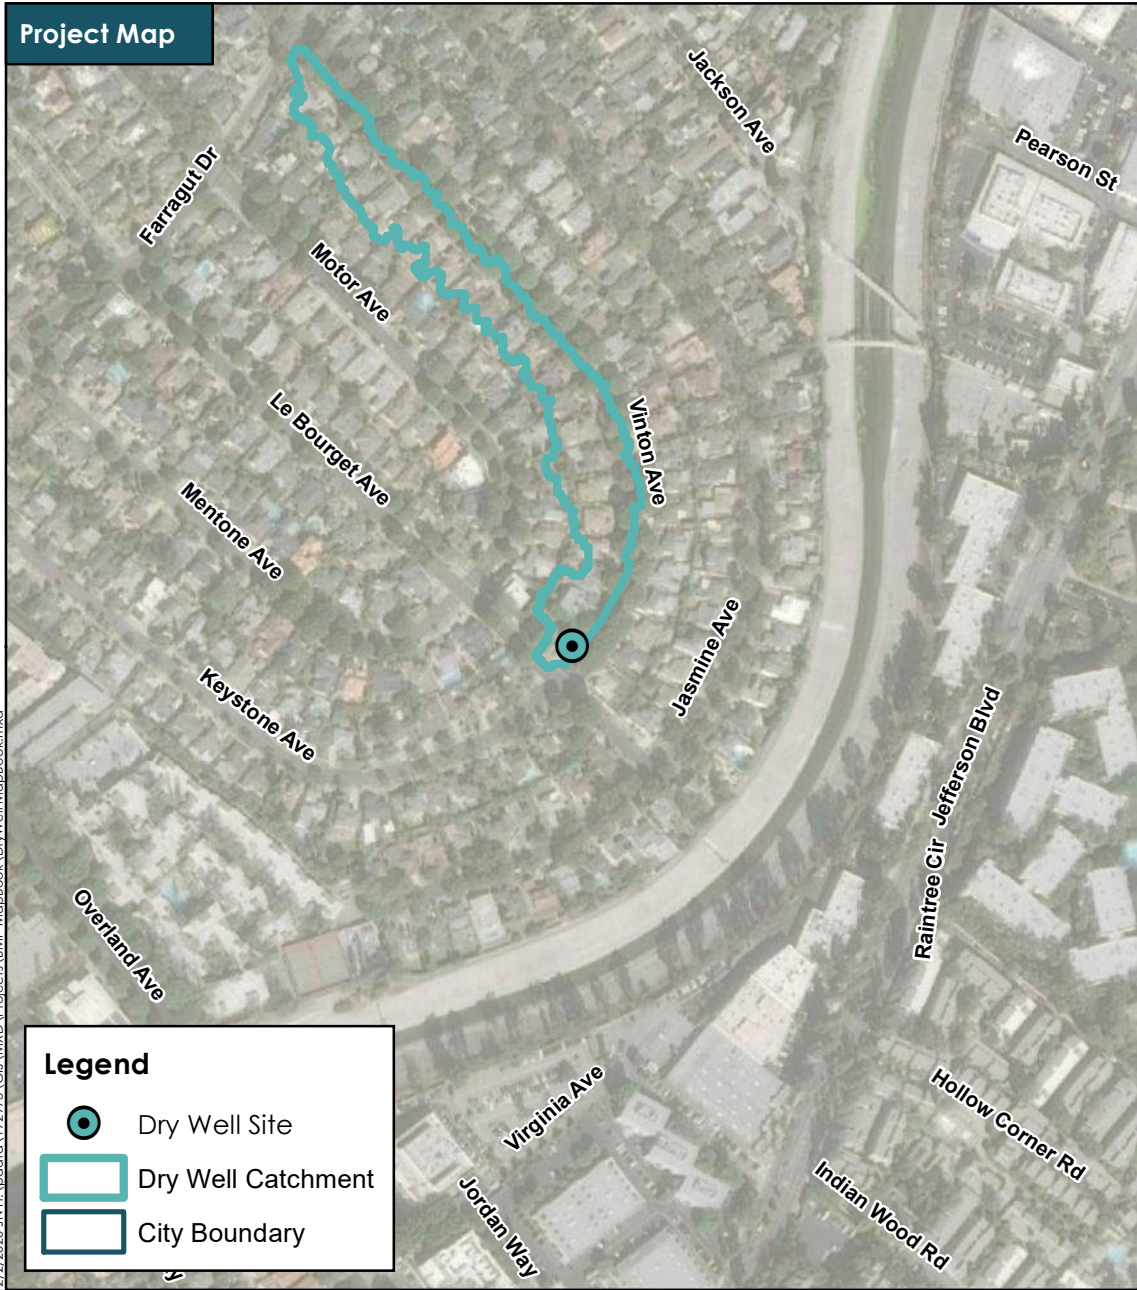 Project Map
Jackson Ave
Pearson St
Farragut Dr
Motor Ave
Le Bourget Ave
Vinton Ave
Mentone Ave
Jasmine Ave
Keystone Ave
Jefferson Blvd
Raintree Cir
Overland Ave
Legend
Dry Well Site
Dry Well Catchment
City Boundary
Virginia Ave
Hollow Corner Rd
Jordan Way
Indian Wood Rd